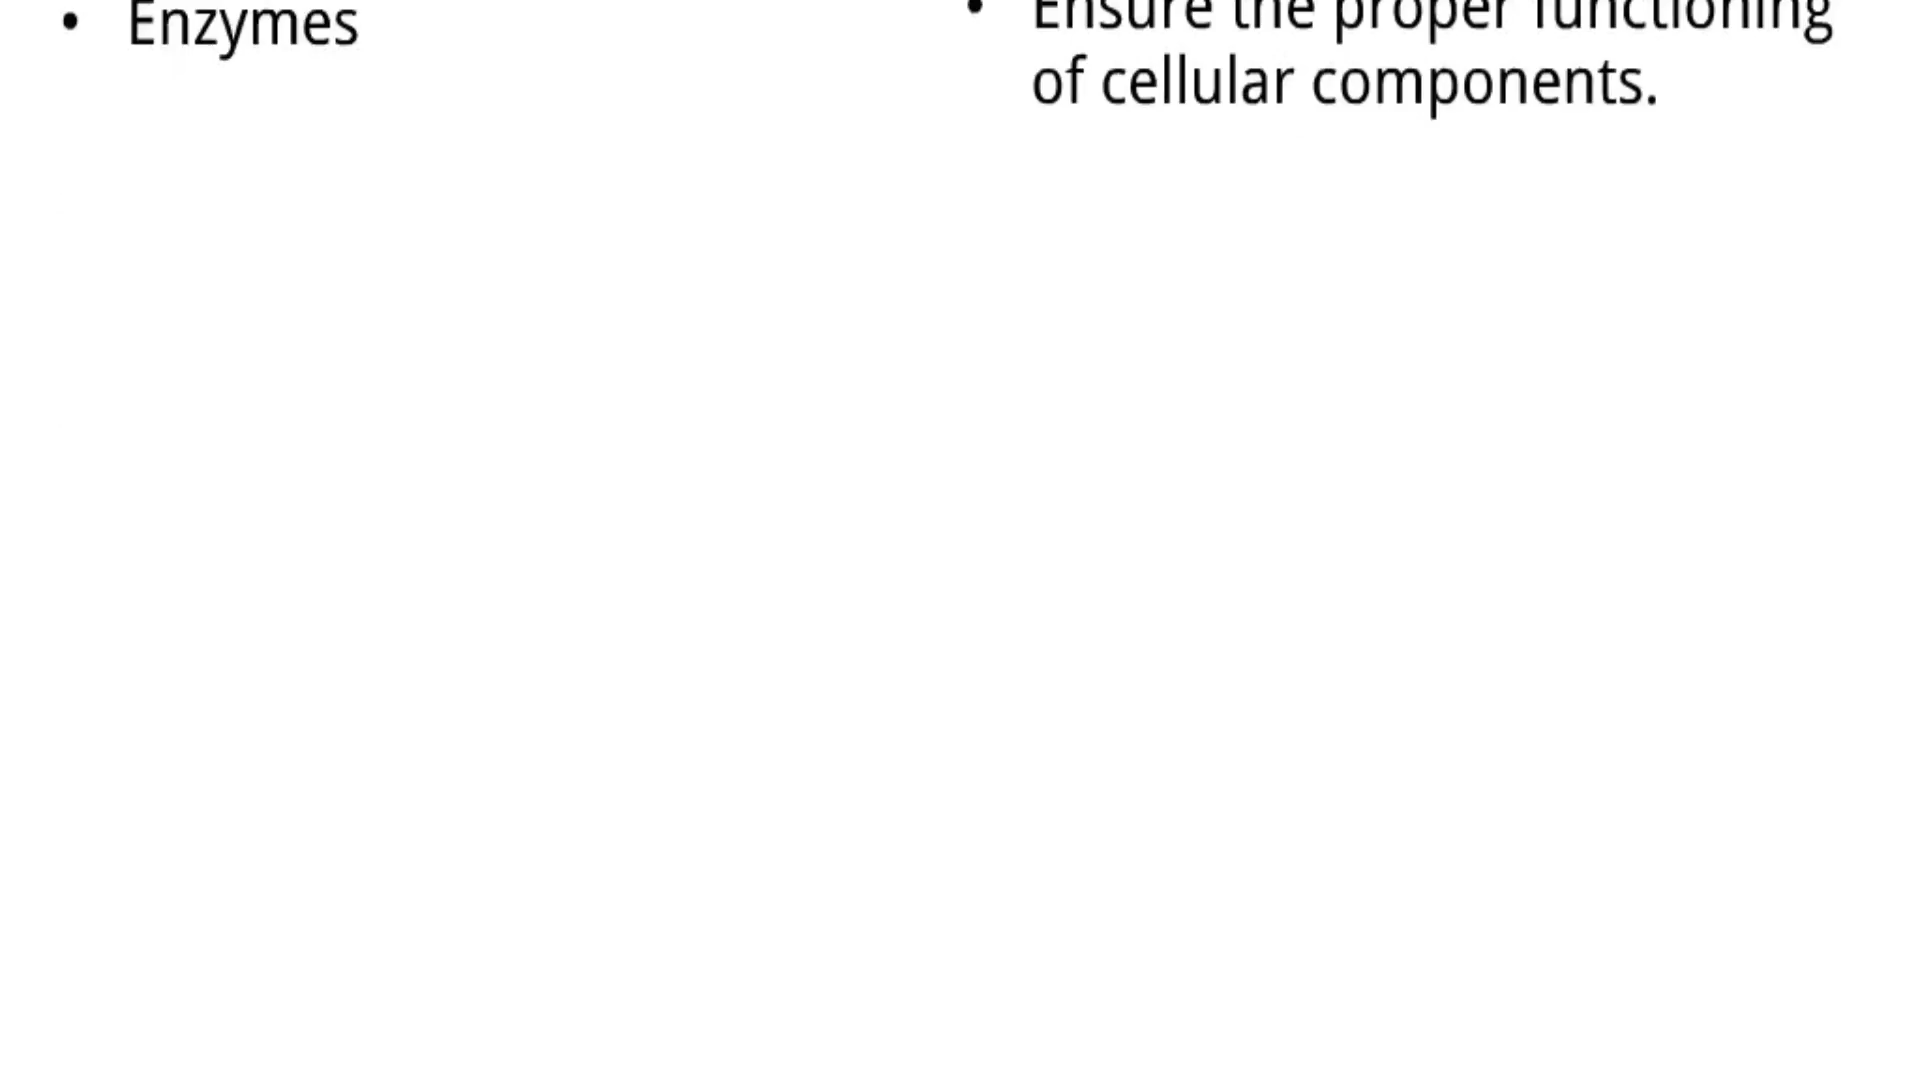 • Enzymes
• Ensure the proper functioning
of cellular components.